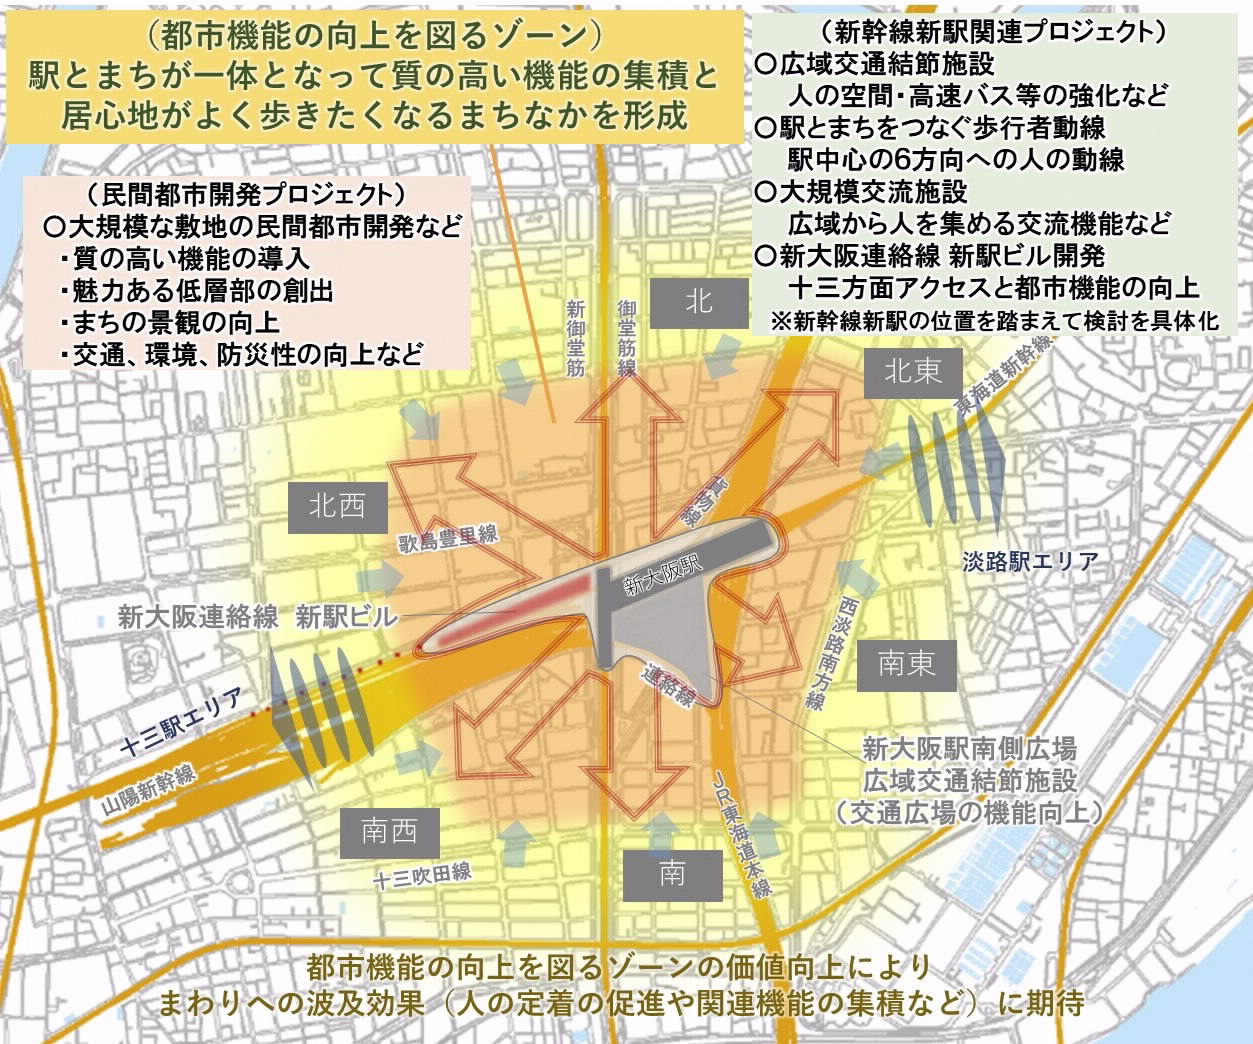 （都市機能の向上を図るゾーン）
駅とまちが一体となって質の高い機能の集積と
居心地がよく歩きたくなるまちなかを形成
（新幹線新駅関連プロジェクト）
〇広域交通結節施設
人の空間・高速バス等の強化など
〇駅とまちをつなぐ歩行者動線
駅中心の6方向への人の動線
〇大規模交流施設
広域から人を集める交流機能など
〇新大阪連絡線 新駅ビル開発
十三方面アクセスと都市機能の向上
※新幹線新駅の位置を踏まえて検討を具体化
（民間都市開発プロジェクト）
〇大規模な敷地の民間都市開発など
・質の高い機能の導入
・魅力ある低層部の創出
・まちの景観の向上
・交通、環境、防災性の向上など
新御堂筋
御堂筋線
北
北東
東海道新幹線
北西
歌島豊里線
貨物線
新大阪駅
淡路駅エリア
新大阪連絡線 新駅ビル
西淡路南方線
南東
連絡線
十三駅エリア
山陽新幹線
新大阪駅南側広場
広域交通結節施設
（交通広場の機能向上）
JR東海道本線
南西
十三吹田線
南
都市機能の向上を図るゾーンの価値向上により
まわりへの波及効果（人の定着の促進や関連機能の集積など）に期待